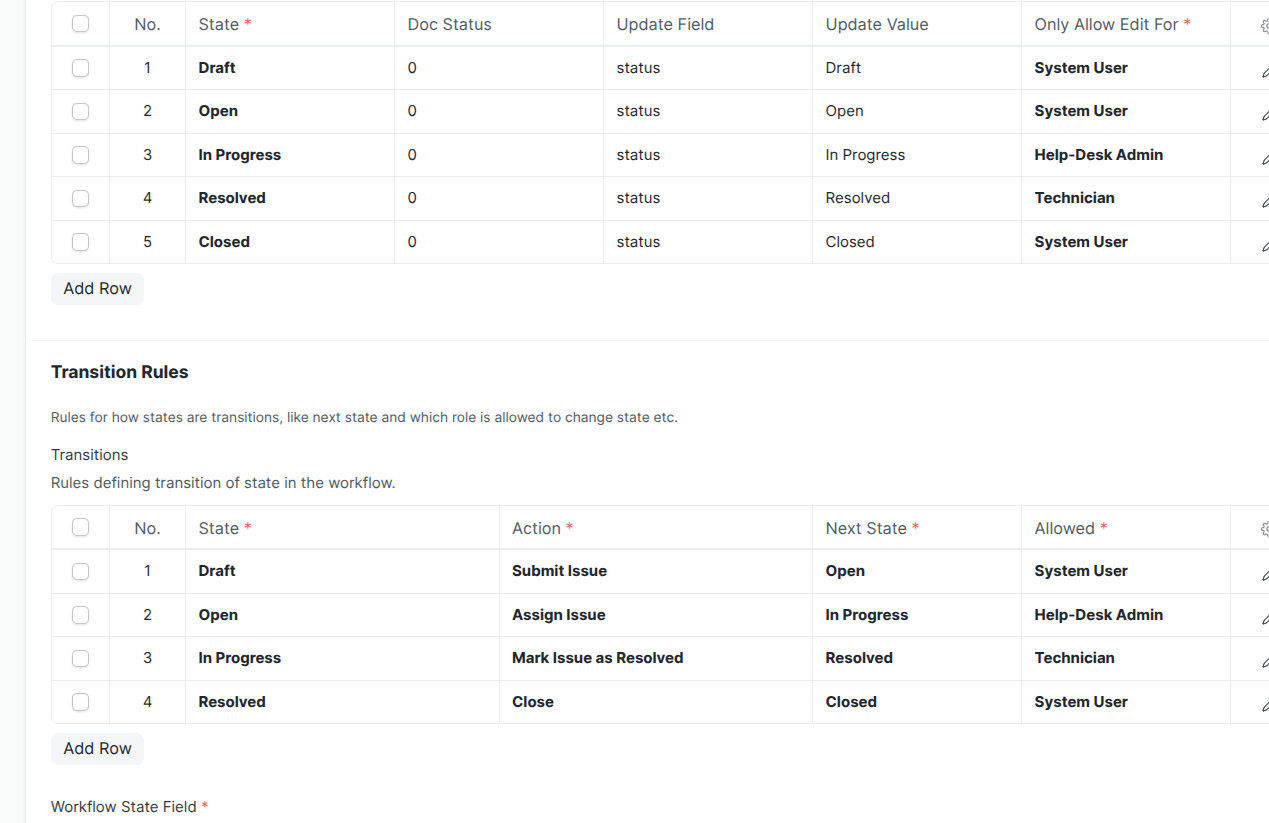 No. State * Doc Status Update Field Update Value Only Allow Edit For *
1 Draft 0 status Draft System User
2 Open 0 status Open System User
3 In Progress 0 status In Progress Help-Desk Admin
4 Resolved 0 status Resolved Technician
5 Closed 0 status Closed System User
Add Row
Transition Rules
Rules for how states are transitions, like next state and which role is allowed to change state etc.
Transitions
Rules defining transition of state in the workflow.
No. State * Action * Next State * Allowed *
1 Draft Submit Issue Open System User
2 Open Assign Issue In Progress Help-Desk Admin
3 In Progress Mark Issue as Resolved Resolved Technician
4 Resolved Close Closed System User
Add Row
Workflow State Field *